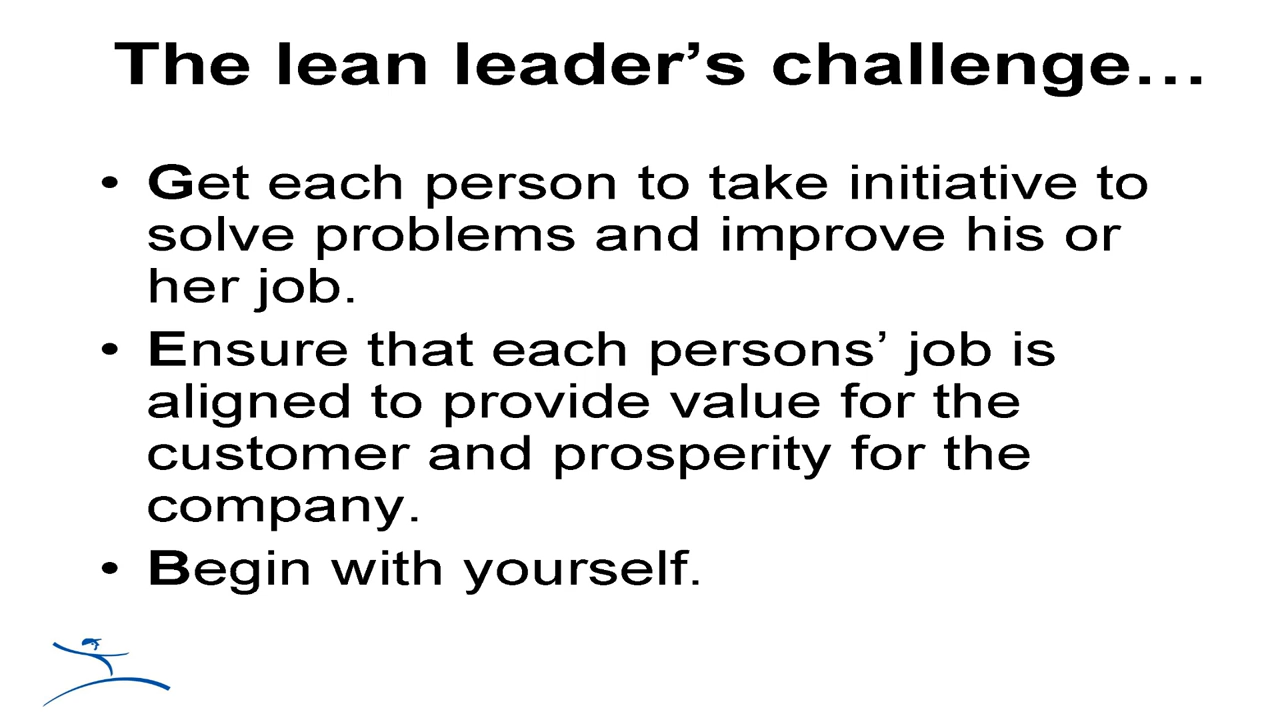 The lean leader’s challenge…
• Get each person to take initiative to
solve problems and improve his or
her job.
• Ensure that each persons’ job is
aligned to provide value for the
customer and prosperity for the
company.
• Begin with yourself.